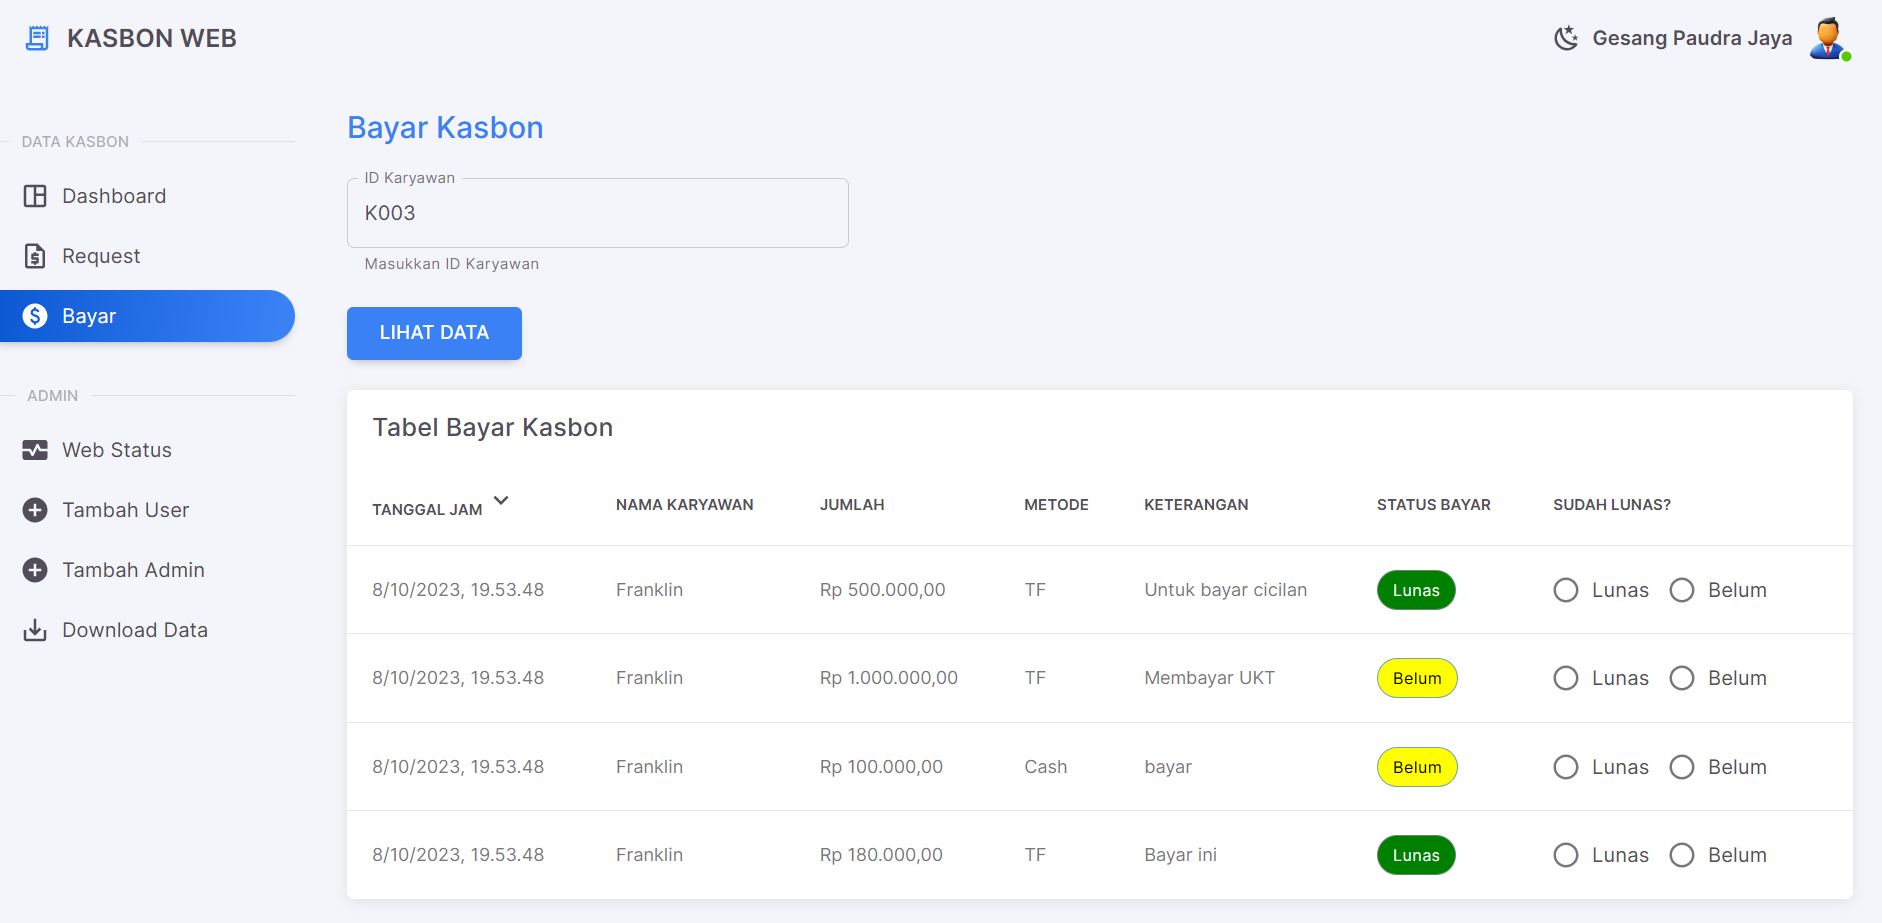 KASBON WEB
Gesang Paudra Jaya
DATA KASBON
Dashboard
Request
Bayar
ADMIN
Web Status
Tambah User
Tambah Admin
Download Data
Bayar Kasbon
ID Karyawan
K003
Masukkan ID Karyawan
LIHAT DATA
Tabel Bayar Kasbon
TANGGAL JAM NAMA KARYAWAN JUMLAH METODE KETERANGAN STATUS BAYAR SUDAH LUNAS?
8/10/2023, 19.53.48 Franklin Rp 500.000,00 TF Untuk bayar cicilan Lunas Lunas Belum
8/10/2023, 19.53.48 Franklin Rp 1.000.000,00 TF Membayar UKT Belum Lunas Belum
8/10/2023, 19.53.48 Franklin Rp 100.000,00 Cash bayar Belum Lunas Belum
8/10/2023, 19.53.48 Franklin Rp 180.000,00 TF Bayar ini Lunas Lunas Belum